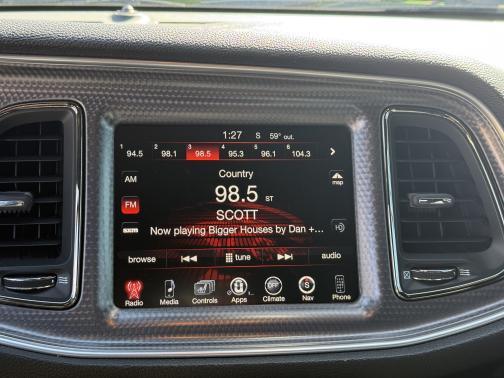 1:27 S 59° out.
1 94.5 2 98.1 3 98.5 4 95.3 5 96.1 6 104.3
AM
Country
map
FM
98.5 ST
SCOTT
sxm
Now playing Bigger Houses by Dan +...
HD
browse tune audio
Radio Media Controls Apps OFF Climate S Nav Phone